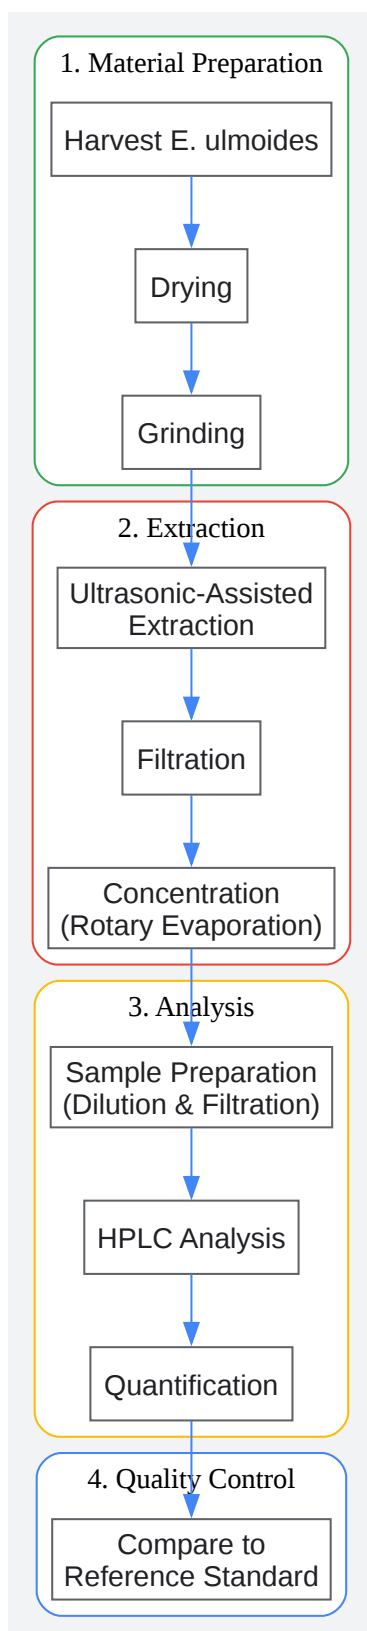 1. Material Preparation
Harvest E. ulmoides
Drying
Grinding
2. Extraction
Ultrasonic-Assisted
Extraction
Filtration
Concentration
(Rotary Evaporation)
3. Analysis
Sample Preparation
(Dilution & Filtration)
HPLC Analysis
Quantification
4. Quality Control
Compare to
Reference Standard